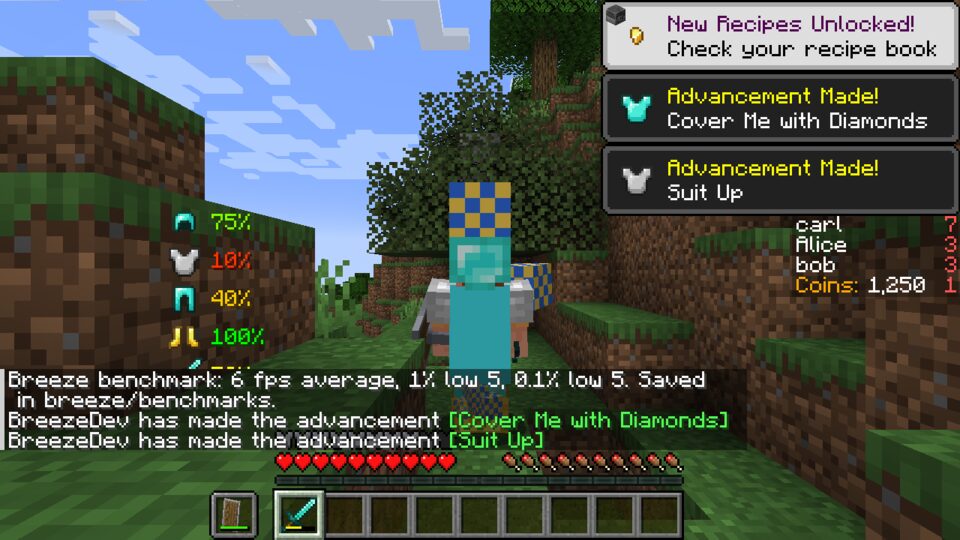 New Recipes Unlocked!
Check your recipe book
Advancement Made!
Cover Me with Diamonds
Advancement Made!
Suit Up
carl 7
Alice 3
bob 3
Coins: 1,250 1
75%
10%
40%
100%
Breeze benchmark: 6 fps average, 1% low 5, 0.1% low 5. Saved
in breeze/benchmarks.
BreezeDev has made the advancement [Cover Me with Diamonds]
BreezeDev has made the advancement [Suit Up]